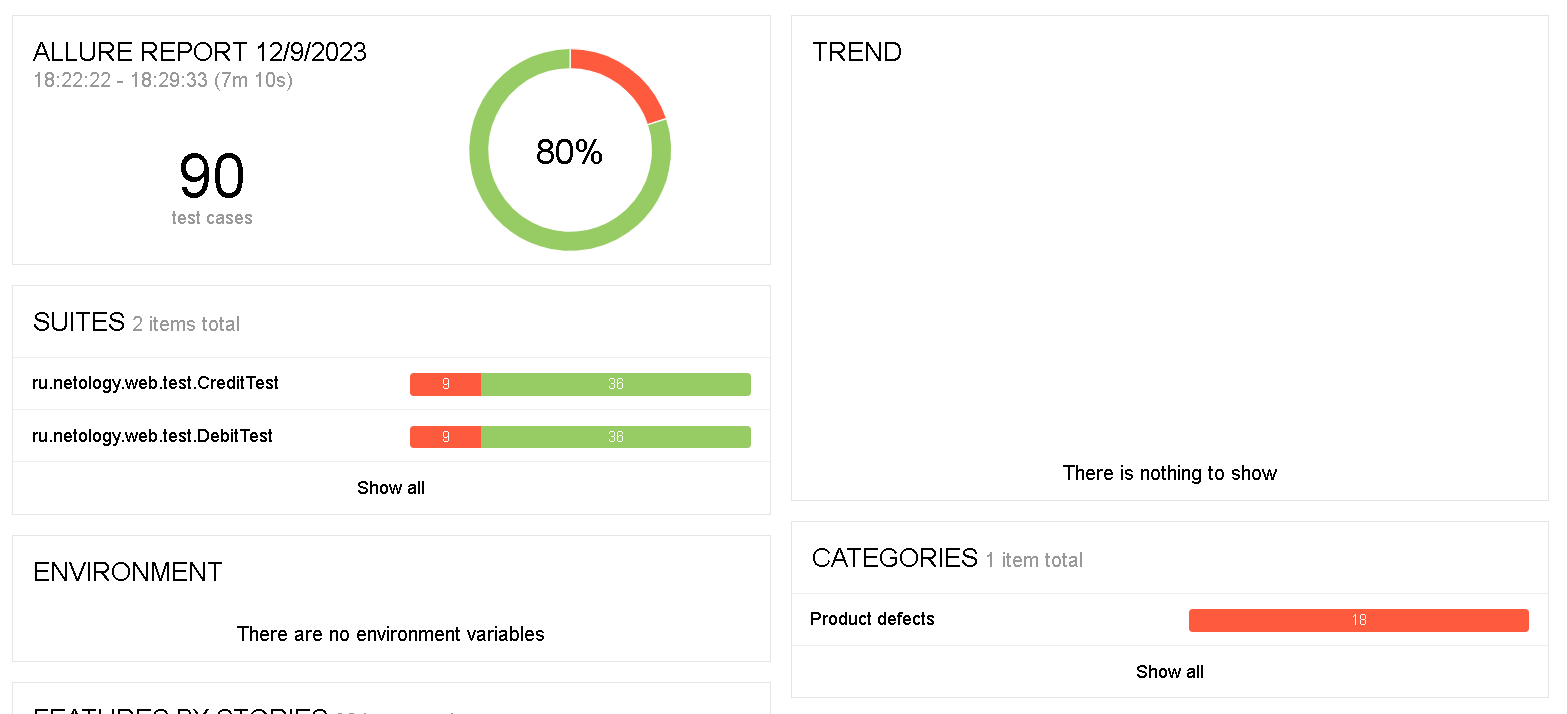 ALLURE REPORT 12/9/2023
18:22:22 - 18:29:33 (7m 10s)
90
test cases
80%
SUITES 2 items total
ru.netology.web.test.CreditTest 9 36
ru.netology.web.test.DebitTest 9 36
Show all
ENVIRONMENT
There are no environment variables
FEATURES BY STORIES
TREND
There is nothing to show
CATEGORIES 1 item total
Product defects 18
Show all